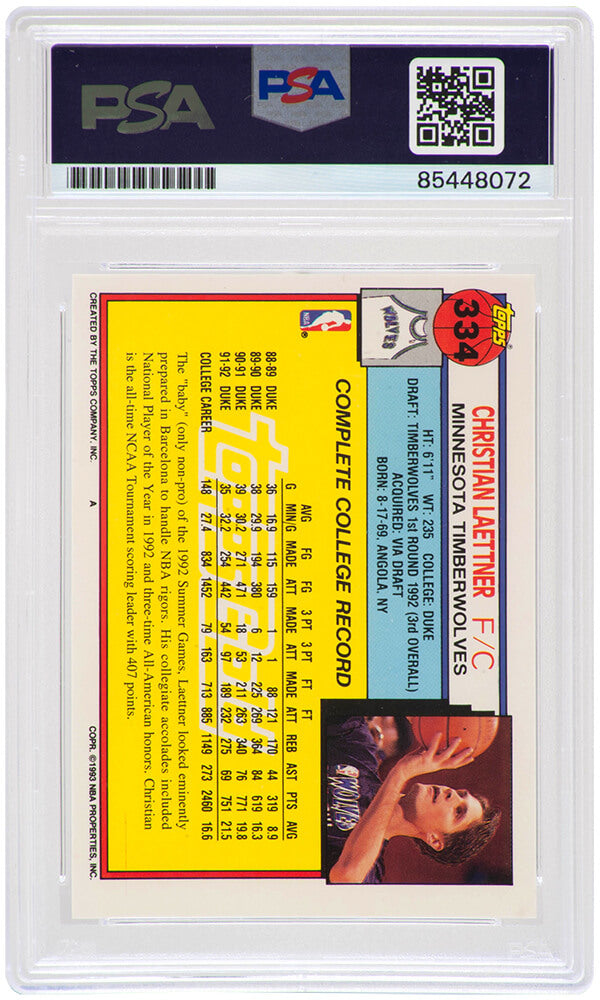 PSA
PSA
85448072
Topps
334
CHRISTIAN LAETTNER F/C
MINNESOTA TIMBERWOLVES
WOLVES
HT: 6'11" WT: 235 COLLEGE: DUKE
DRAFT: TIMBERWOLVES 1ST ROUND 1992 (3rd OVERALL)
ACQUIRED: VIA DRAFT
BORN: 8-17-69, ANGOLA, NY
WOLVES
NBA
COMPLETE COLLEGE RECORD
AVG FG FG 3 PT 3 PT FT FT
G MIN/G MADE ATT MADE ATT MADE ATT REB AST PTS AVG
88-89 DUKE 36 16.9 115 159 1 1 88 121 170 44 319 8.9
89-90 DUKE 38 29.9 194 380 6 12 225 269 364 84 619 16.3
90-91 DUKE 39 30.2 271 471 18 53 211 263 340 76 771 19.8
91-92 DUKE 35 32.2 254 442 54 97 189 232 275 69 751 21.5
COLLEGE CAREER 148 27.4 834 1452 79 163 713 885 1149 273 2460 16.6
The "baby" (only non-pro) of the 1992 Summer Games, Laettner looked eminently
prepared in Barcelona to handle NBA rigors. His collegiate accolades included
National Player of the Year in 1992 and three-time All-American honors. Christian
is the all-time NCAA Tournament scoring leader with 407 points.
CREATED BY THE TOPPS COMPANY, INC. A COPR. ©1993 NBA PROPERTIES, INC.